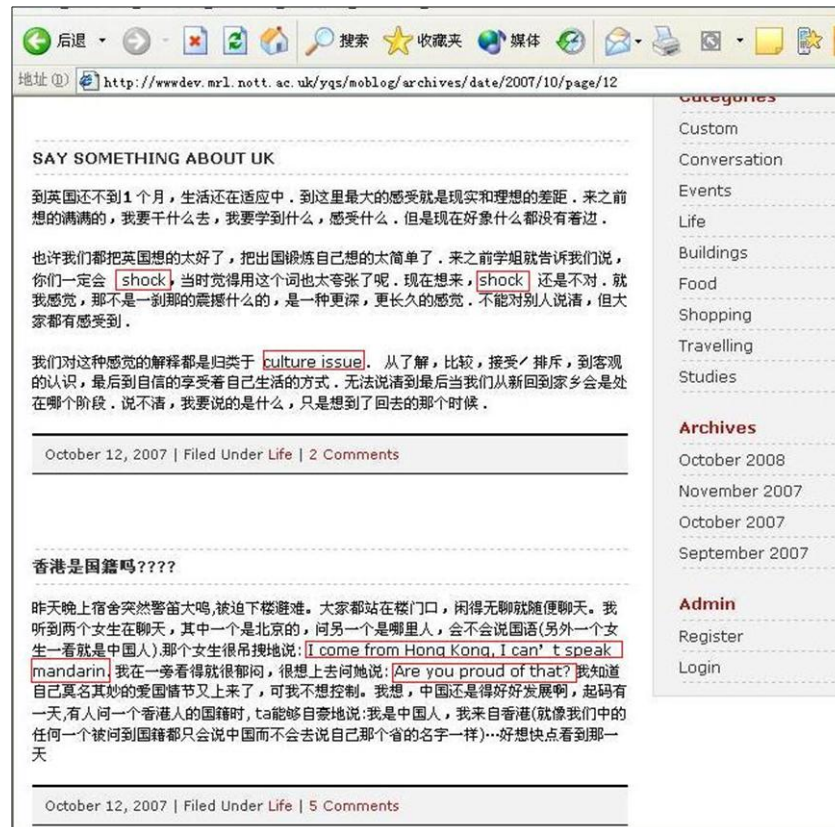 后退
搜索
收藏夹
媒体
地址(D)
http://wwwdev.mrl.nott.ac.uk/yqs/moblog/archives/date/2007/10/page/12
SAY SOMETHING ABOUT UK
到英国还不到1个月，生活还在适应中．到这里最大的感受就是现实和理想的差距．来之前
想的满满的，我要干什么去，我要学到什么，感受什么．但是现在好象什么都没有着边．
也许我们都把英国想的太好了，把出国锻炼自己想的太简单了．来之前学姐就告诉我们说，
你们一定会 shock，当时觉得用这个词也太夸张了呢．现在想来，shock 还是不对．就
我感觉，那不是一刹那的震撼什么的，是一种更深，更长久的感觉．不能对别人说清，但大
家都有感受到．
我们对这种感觉的解释都是归类于 culture issue． 从了解，比较，接受／排斥，到客观
的认识，最后到自信的享受着自己生活的方式．无法说清到最后当我们从新回到家乡会是处
在哪个阶段．说不清，我要说的是什么，只是想到了回去的那个时候．
October 12, 2007 | Filed Under Life | 2 Comments
香港是国籍吗????
昨天晚上宿舍突然警笛大鸣,被迫下楼避难。大家都站在楼门口，闲得无聊就随便聊天。我
听到两个女生在聊天，其中一个是北京的，问另一个是哪里人，会不会说国语(另外一个女
生一看就是中国人).那个女生很吊拽地说: I come from Hong Kong, I can’t speak
mandarin. 我在一旁看得就很郁闷，很想上去问她说: Are you proud of that? 我知道
自己莫名其妙的爱国情节又上来了，可我不想控制。我想，中国还是得好好发展啊，起码有
一天,有人问一个香港人的国籍时, ta能够自豪地说:我是中国人，我来自香港(就像我们中的
任何一个被问到国籍都只会说中国而不会去说自己那个省的名字一样)…好想快点看到那一
天
October 12, 2007 | Filed Under Life | 5 Comments
Categories
Custom
Conversation
Events
Life
Buildings
Food
Shopping
Travelling
Studies
Archives
October 2008
November 2007
October 2007
September 2007
Admin
Register
Login